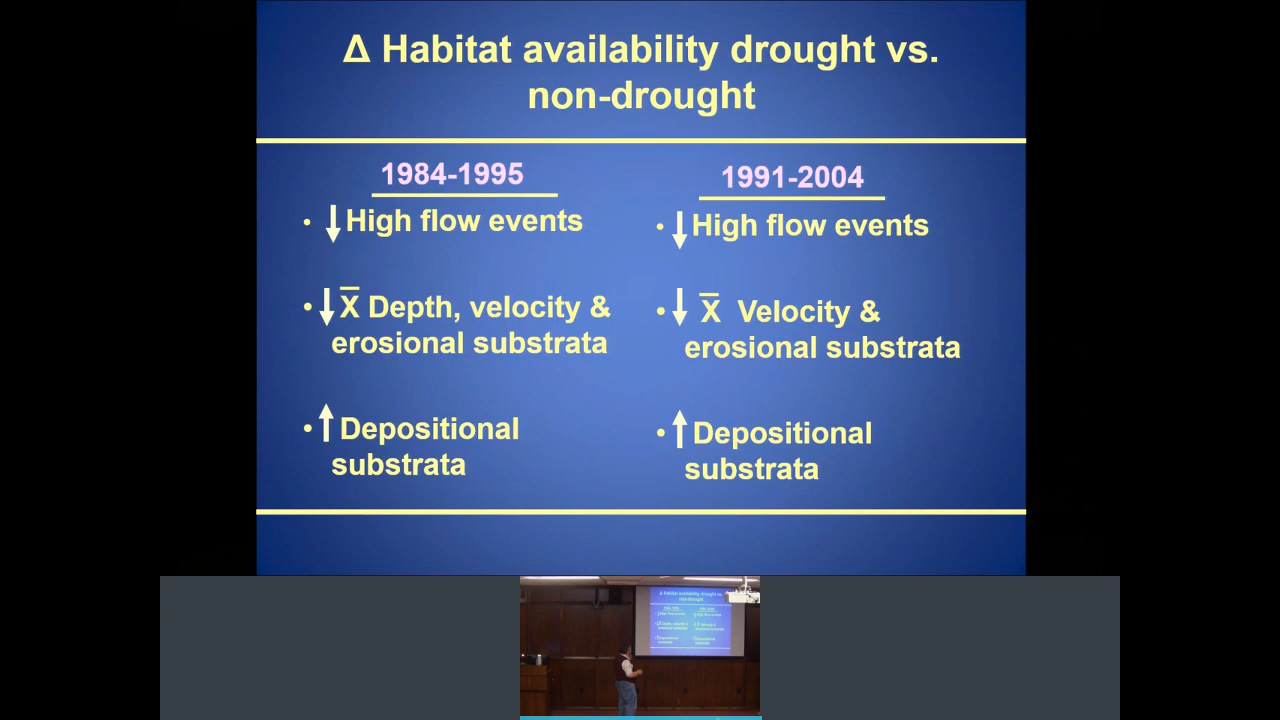 Δ Habitat availability drought vs.
non-drought
1984-1995
• ↓ High flow events
• ↓ X̅ Depth, velocity &
erosional substrata
• ↑ Depositional
substrata
1991-2004
• ↓ High flow events
• ↓ X̅ Velocity &
erosional substrata
• ↑ Depositional
substrata